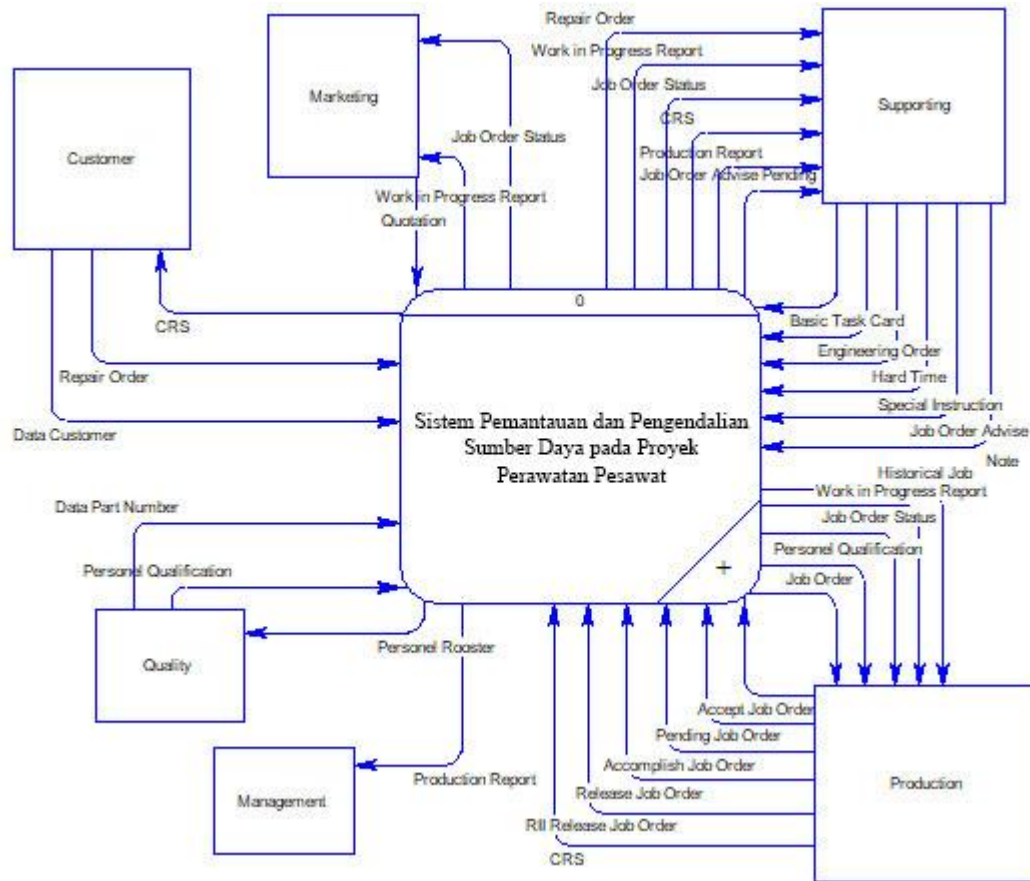 Repair Order
Work in Progress Report
Job Order Status
CRS
Production Report
Job Order Advise Pending
Marketing
Supporting
Customer
Job Order Status
Work in Progress Report
Quotation
0
CRS
Repair Order
Data Customer
Basic Task Card
Engineering Order
Hard Time
Special Instruction
Job Order Advise
Note
Sistem Pemantauan dan Pengendalian
Sumber Daya pada Proyek
Perawatan Pesawat
+
Historical Job
Work in Progress Report
Job Order Status
Personel Qualification
Job Order
Data Part Number
Personel Qualification
Quality
Personel Rooster
Management
Production Report
Accept Job Order
Pending Job Order
Accomplish Job Order
Release Job Order
RII Release Job Order
CRS
Production